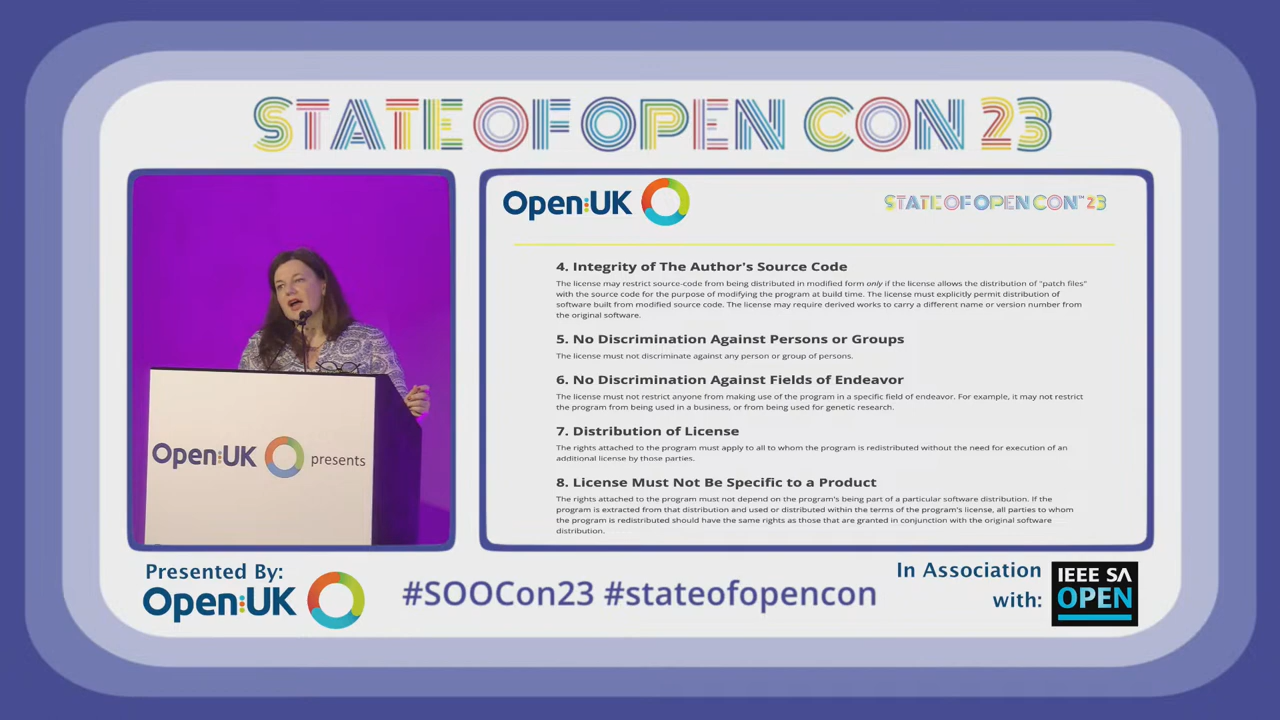 STATE OF OPEN CON 23
Open:UK presents
Open:UK
STATE OF OPEN CON™ 23
4. Integrity of The Author's Source Code
The license may restrict source-code from being distributed in modified form only if the license allows the distribution of "patch files"
with the source code for the purpose of modifying the program at build time. The license must explicitly permit distribution of
software built from modified source code. The license may require derived works to carry a different name or version number from
the original software.
5. No Discrimination Against Persons or Groups
The license must not discriminate against any person or group of persons.
6. No Discrimination Against Fields of Endeavor
The license must not restrict anyone from making use of the program in a specific field of endeavor. For example, it may not restrict
the program from being used in a business, or from being used for genetic research.
7. Distribution of License
The rights attached to the program must apply to all to whom the program is redistributed without the need for execution of an
additional license by those parties.
8. License Must Not Be Specific to a Product
The rights attached to the program must not depend on the program's being part of a particular software distribution. If the
program is extracted from that distribution and used or distributed within the terms of the program's license, all parties to whom
the program is redistributed should have the same rights as those that are granted in conjunction with the original software
distribution.
Presented By:
Open:UK
#SOOCon23 #stateofopencon
In Association
with:
IEEE SA
OPEN